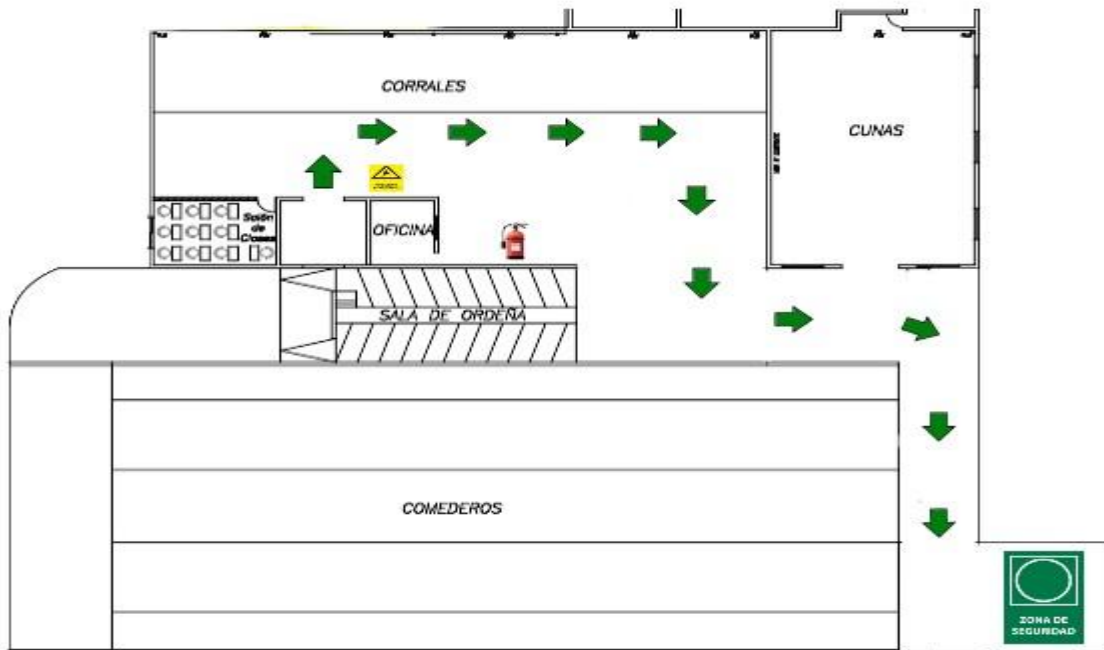 CORRALES
CUNAS
Salón
de
Clases
OFICINA
SALA DE ORDEÑA
COMEDEROS
ZONA DE
SEGURIDAD